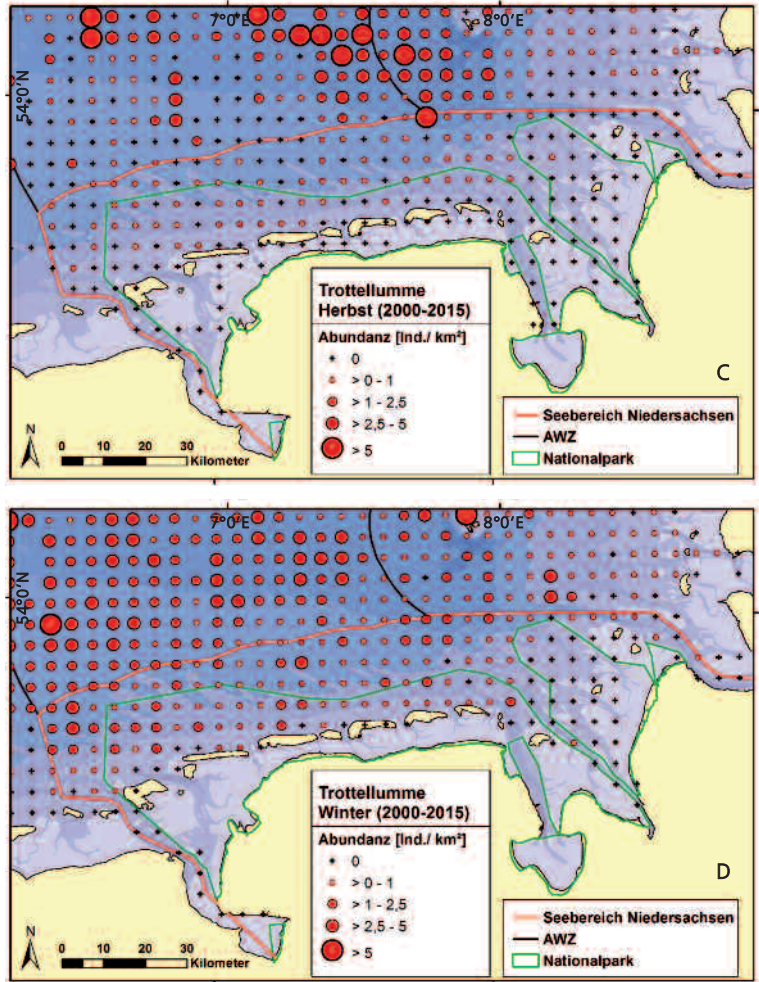 7°0'E
8°0'E
54°0'N
Trottellumme
Herbst (2000-2015)
Abundanz [Ind./ km²]
0
> 0 - 1
> 1 - 2,5
> 2,5 - 5
> 5
C
Seebereich Niedersachsen
AWZ
Nationalpark
N
0 5 10 20 30
Kilometer
7°0'E
8°0'E
54°0'N
Trottellumme
Winter (2000-2015)
Abundanz [Ind./ km²]
0
> 0 - 1
> 1 - 2,5
> 2,5 - 5
> 5
D
Seebereich Niedersachsen
AWZ
Nationalpark
N
0 5 10 20 30
Kilometer